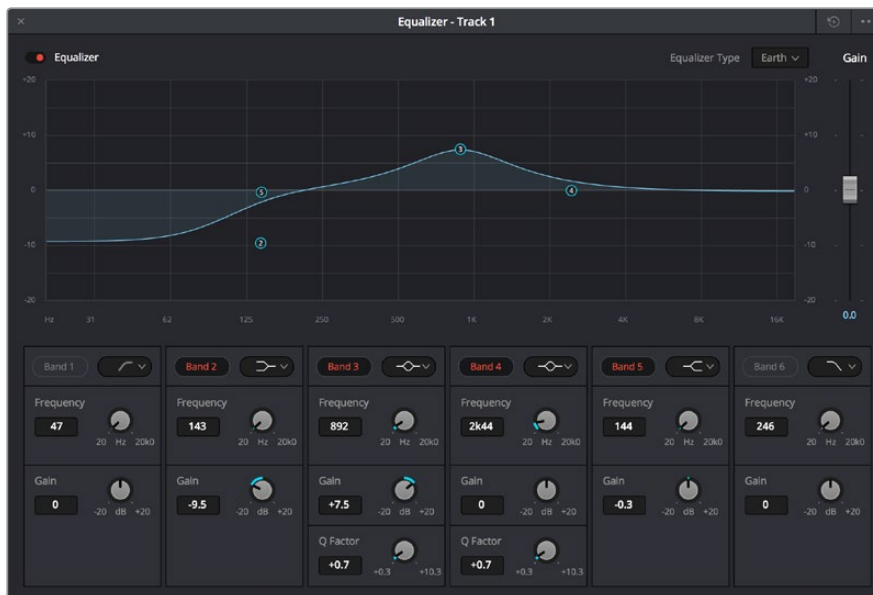 Equalizer - Track 1
Equalizer
Equalizer Type Earth Gain
+20 +20
+10 +10
0 0
-10 -10
-20 -20
Hz 31 62 125 250 500 1K 2K 4K 8K 16K
5 3 4 2
0.0
Band 1 Band 2 Band 3 Band 4 Band 5 Band 6
Frequency Frequency Frequency Frequency Frequency Frequency
47 143 892 2k44 144 246
20 Hz 20k0 20 Hz 20k0 20 Hz 20k0 20 Hz 20k0 20 Hz 20k0 20 Hz 20k0
Gain Gain Gain Gain Gain Gain
0 -9.5 +7.5 0 -0.3 0
-20 dB +20 -20 dB +20 -20 dB +20 -20 dB +20 -20 dB +20 -20 dB +20
Q Factor Q Factor
+0.7 +0.7
+0.3 +10.3 +0.3 +10.3